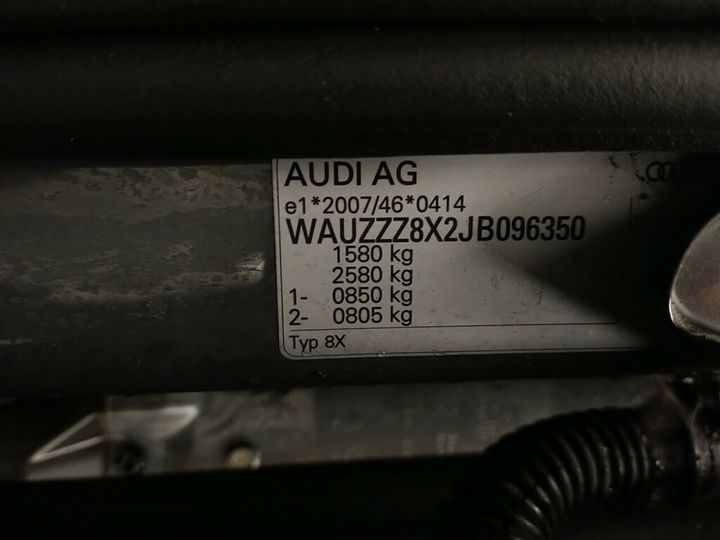 AUDI AG
e1*2007/46*0414
WAUZZZ8X2JB096350
1580 kg
2580 kg
1- 0850 kg
2- 0805 kg
Typ 8X